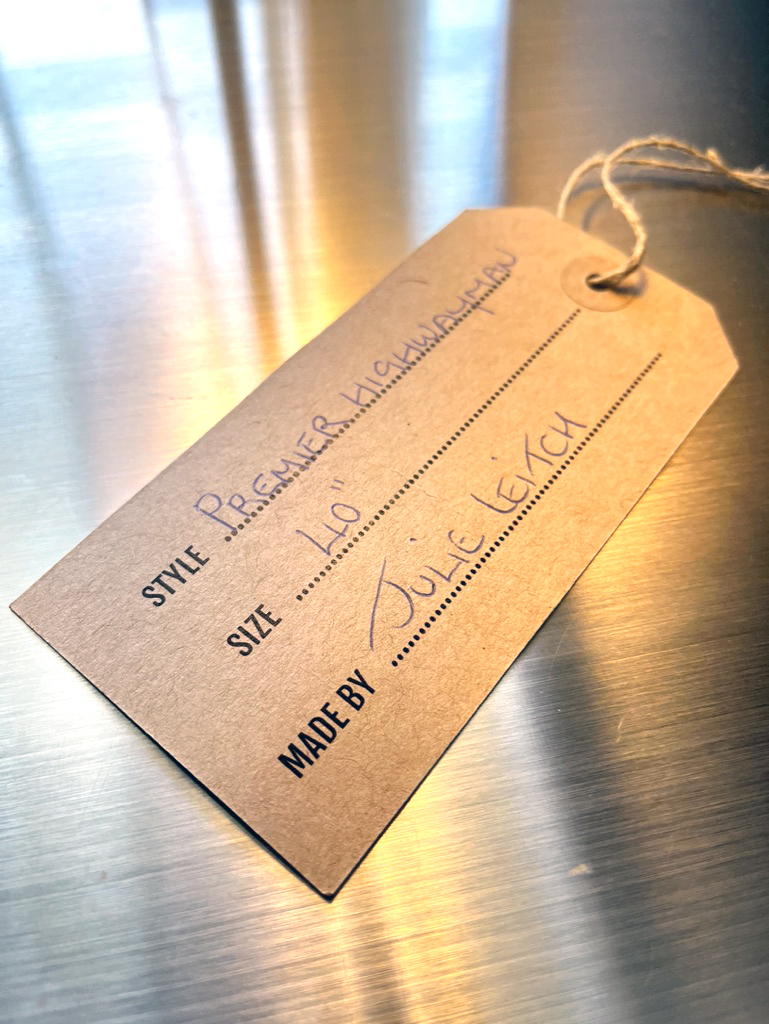 STYLE PREMIER HIGHWAYMAN
SIZE 40"
MADE BY JULIE LEITCH